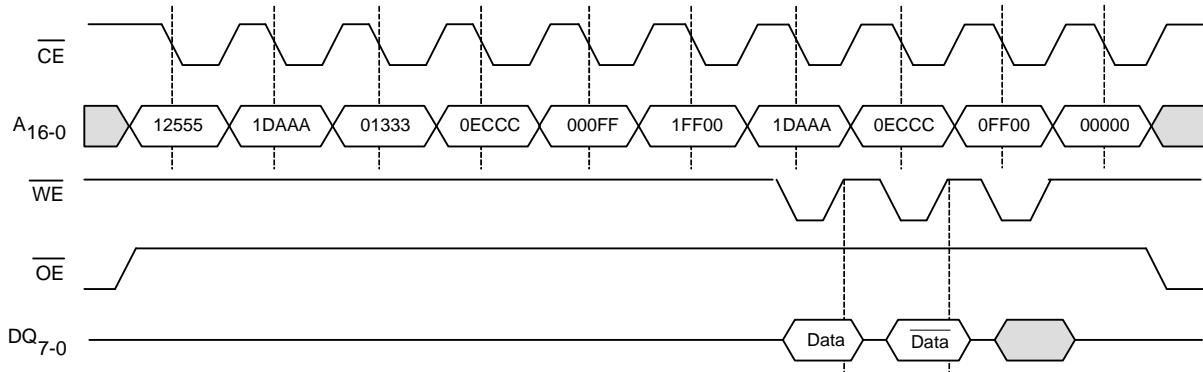 CE
A16-0
12555 1DAAA 01333 0ECCC 000FF 1FF00 1DAAA 0ECCC 0FF00 00000
WE
OE
DQ7-0
Data Data